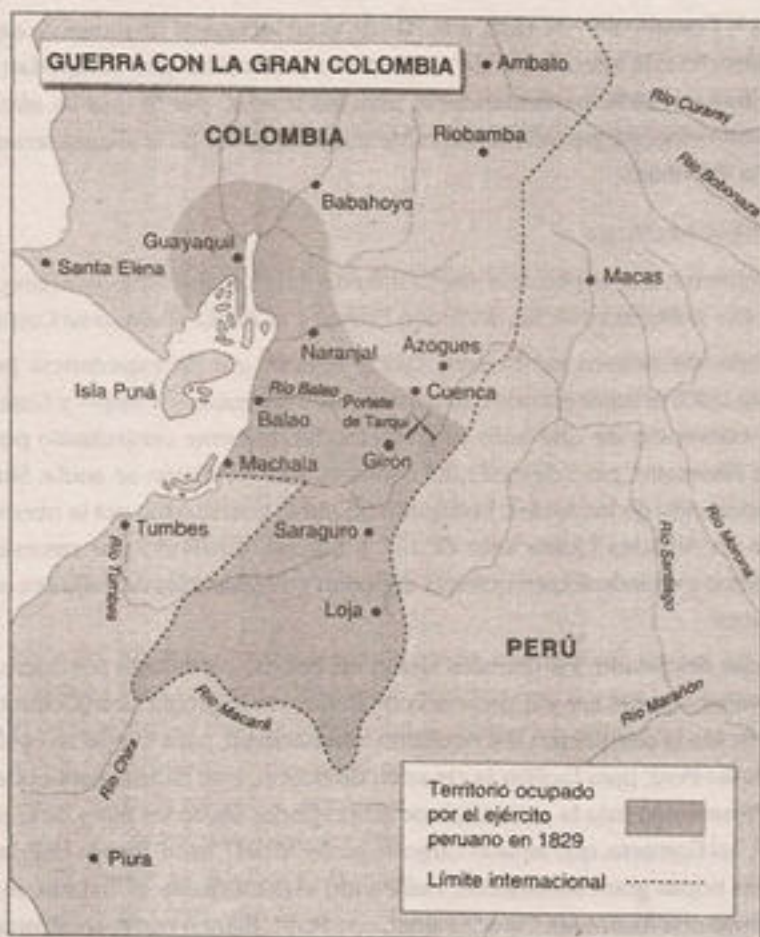 GUERRA CON LA GRAN COLOMBIA
Ambato
COLOMBIA
Riobamba
Río Curaray
Río Bobonaza
Babahoyo
Guayaquil
Santa Elena
Macas
Naranjal
Azogues
Isla Puná
Río Balao
Cuenca
Balao
Portete
de Tarqui
Girón
Machala
Tumbes
Saraguro
Río Tumbes
Río Santiago
Río Morona
Loja
PERÚ
Río Macará
Río Marañón
Río Chira
Piura
Territorio ocupado
por el ejército
peruano en 1829
Límite internacional